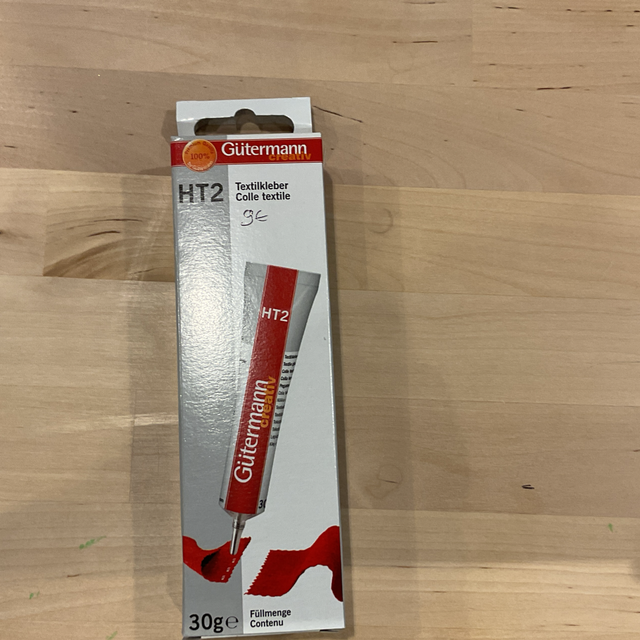 100%
Gütermann
creativ
HT2
Textilkleber
Colle textile
HT2
Gütermann
creativ
30g℮
Füllmenge
Contenu